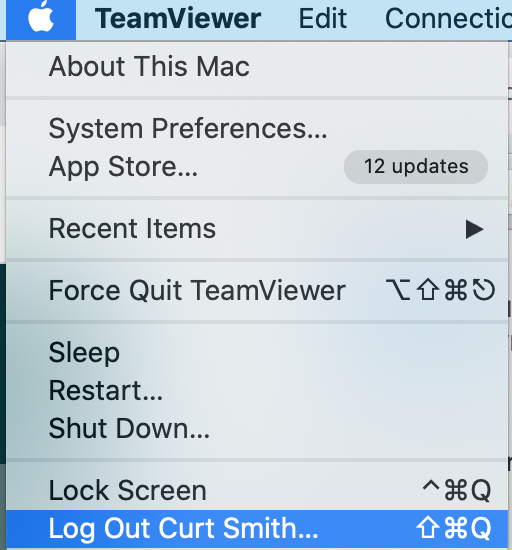 TeamViewer Edit Connectio
About This Mac
System Preferences...
App Store... 12 updates
Recent Items ▶
Force Quit TeamViewer ⌥⇧⌘⎋
Sleep
Restart...
Shut Down...
Lock Screen ^⌘Q
Log Out Curt Smith... ⇧⌘Q